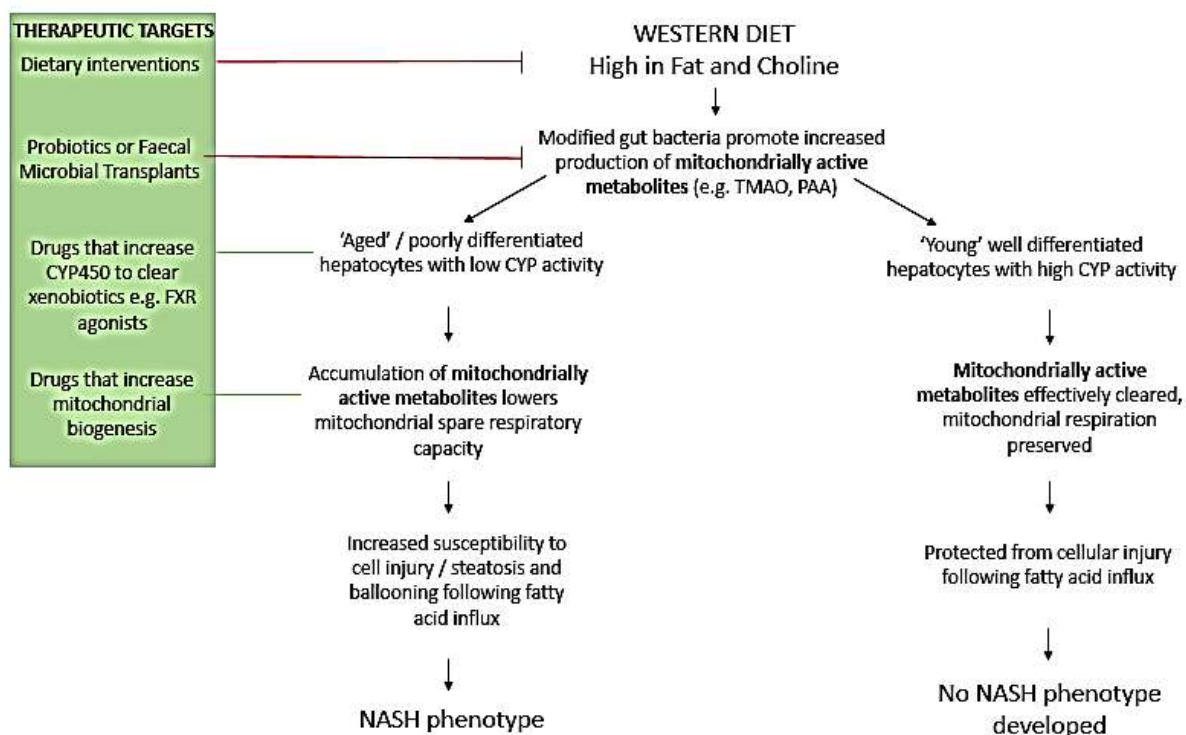 THERAPEUTIC TARGETS
Dietary interventions
Probiotics or Faecal
Microbial Transplants
Drugs that increase
CYP450 to clear
xenobiotics e.g. FXR
agonists
Drugs that increase
mitochondrial
biogenesis
WESTERN DIET
High in Fat and Choline
Modified gut bacteria promote increased
production of mitochondrially active
metabolites (e.g. TMAO, PAA)
'Aged' / poorly differentiated
hepatocytes with low CYP activity
Accumulation of mitochondrially
active metabolites lowers
mitochondrial spare respiratory
capacity
Increased susceptibility to
cell injury / steatosis and
ballooning following fatty
acid influx
NASH phenotype
'Young' well differentiated
hepatocytes with high CYP activity
Mitochondrially active
metabolites effectively cleared,
mitochondrial respiration
preserved
Protected from cellular injury
following fatty acid influx
No NASH phenotype
developed